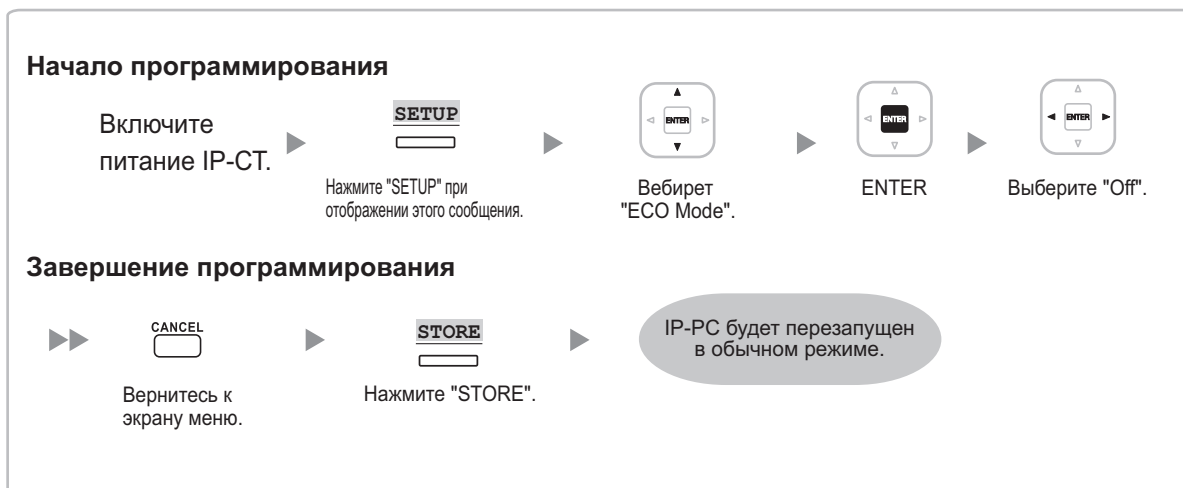 Начало программирования
Включите
питание IP-CT.
SETUP
Нажмите "SETUP" при
отображении этого сообщения.
ENTER
Вебирет
"ECO Mode".
ENTER
ENTER
ENTER
Выберите "Off".
Завершение программирования
CANCEL
Вернитесь к
экрану меню.
STORE
Нажмите "STORE".
IP-PC будет перезапущен
в обычном режиме.